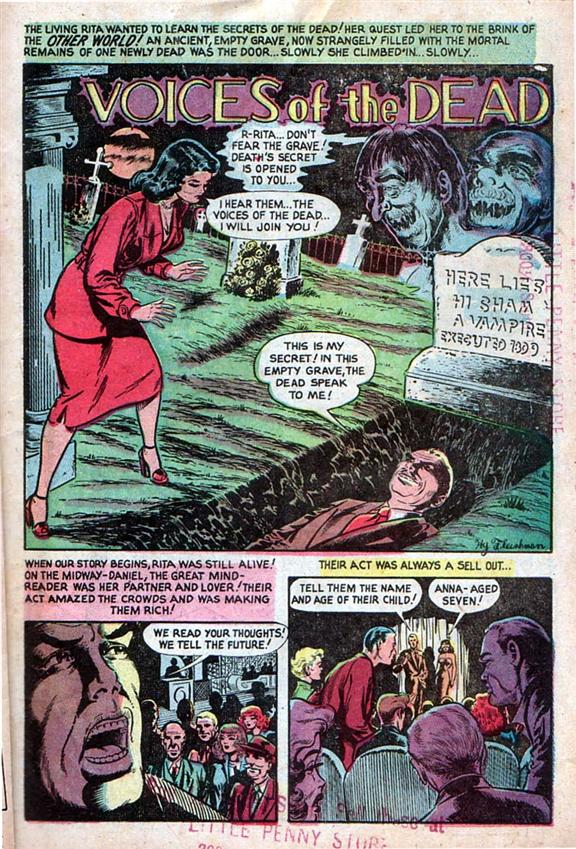 THE LIVING RITA WANTED TO LEARN THE SECRETS OF THE DEAD! HER QUEST LED HER TO THE BRINK OF
THE OTHER WORLD! AN ANCIENT, EMPTY GRAVE, NOW STRANGELY FILLED WITH THE MORTAL
REMAINS OF ONE NEWLY DEAD WAS THE DOOR... SLOWLY SHE CLIMBED IN... SLOWLY...
VOICES of the DEAD
R-RITA... DON'T
FEAR THE GRAVE!
DEATH'S SECRET
IS OPENED
TO YOU...
I HEAR THEM... THE
VOICES OF THE DEAD...
I WILL JOIN YOU!
HERE LIES
HI SHAM
A VAMPIRE
EXECUTED
THIS IS MY
SECRET! IN THIS
EMPTY GRAVE, THE
DEAD SPEAK
TO ME!
Hy Fleishman
WHEN OUR STORY BEGINS, RITA WAS STILL ALIVE!
ON THE MIDWAY-DANIEL, THE GREAT MIND-
READER WAS HER PARTNER AND LOVER! THEIR
ACT AMAZED THE CROWDS AND WAS MAKING
THEM RICH!
WE READ YOUR THOUGHTS!
WE TELL THE FUTURE!
THEIR ACT WAS ALWAYS A SELL OUT...
TELL THEM THE NAME
AND AGE OF THEIR CHILD!
ANNA-AGED
SEVEN!
LITTLE PENNY STORE
LITTLE PENNY STORE